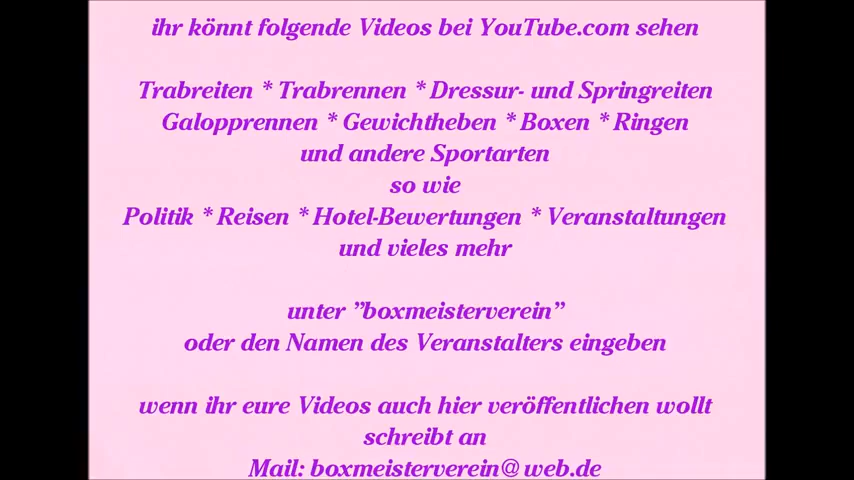 ihr könnt folgende Videos bei YouTube.com sehen
Trabreiten * Trabrennen * Dressur- und Springreiten
Galopprennen * Gewichtheben * Boxen * Ringen
und andere Sportarten
so wie
Politik * Reisen * Hotel-Bewertungen * Veranstaltungen
und vieles mehr
unter "boxmeisterverein"
oder den Namen des Veranstalters eingeben
wenn ihr eure Videos auch hier veröffentlichen wollt
schreibt an
Mail: boxmeisterverein@web.de